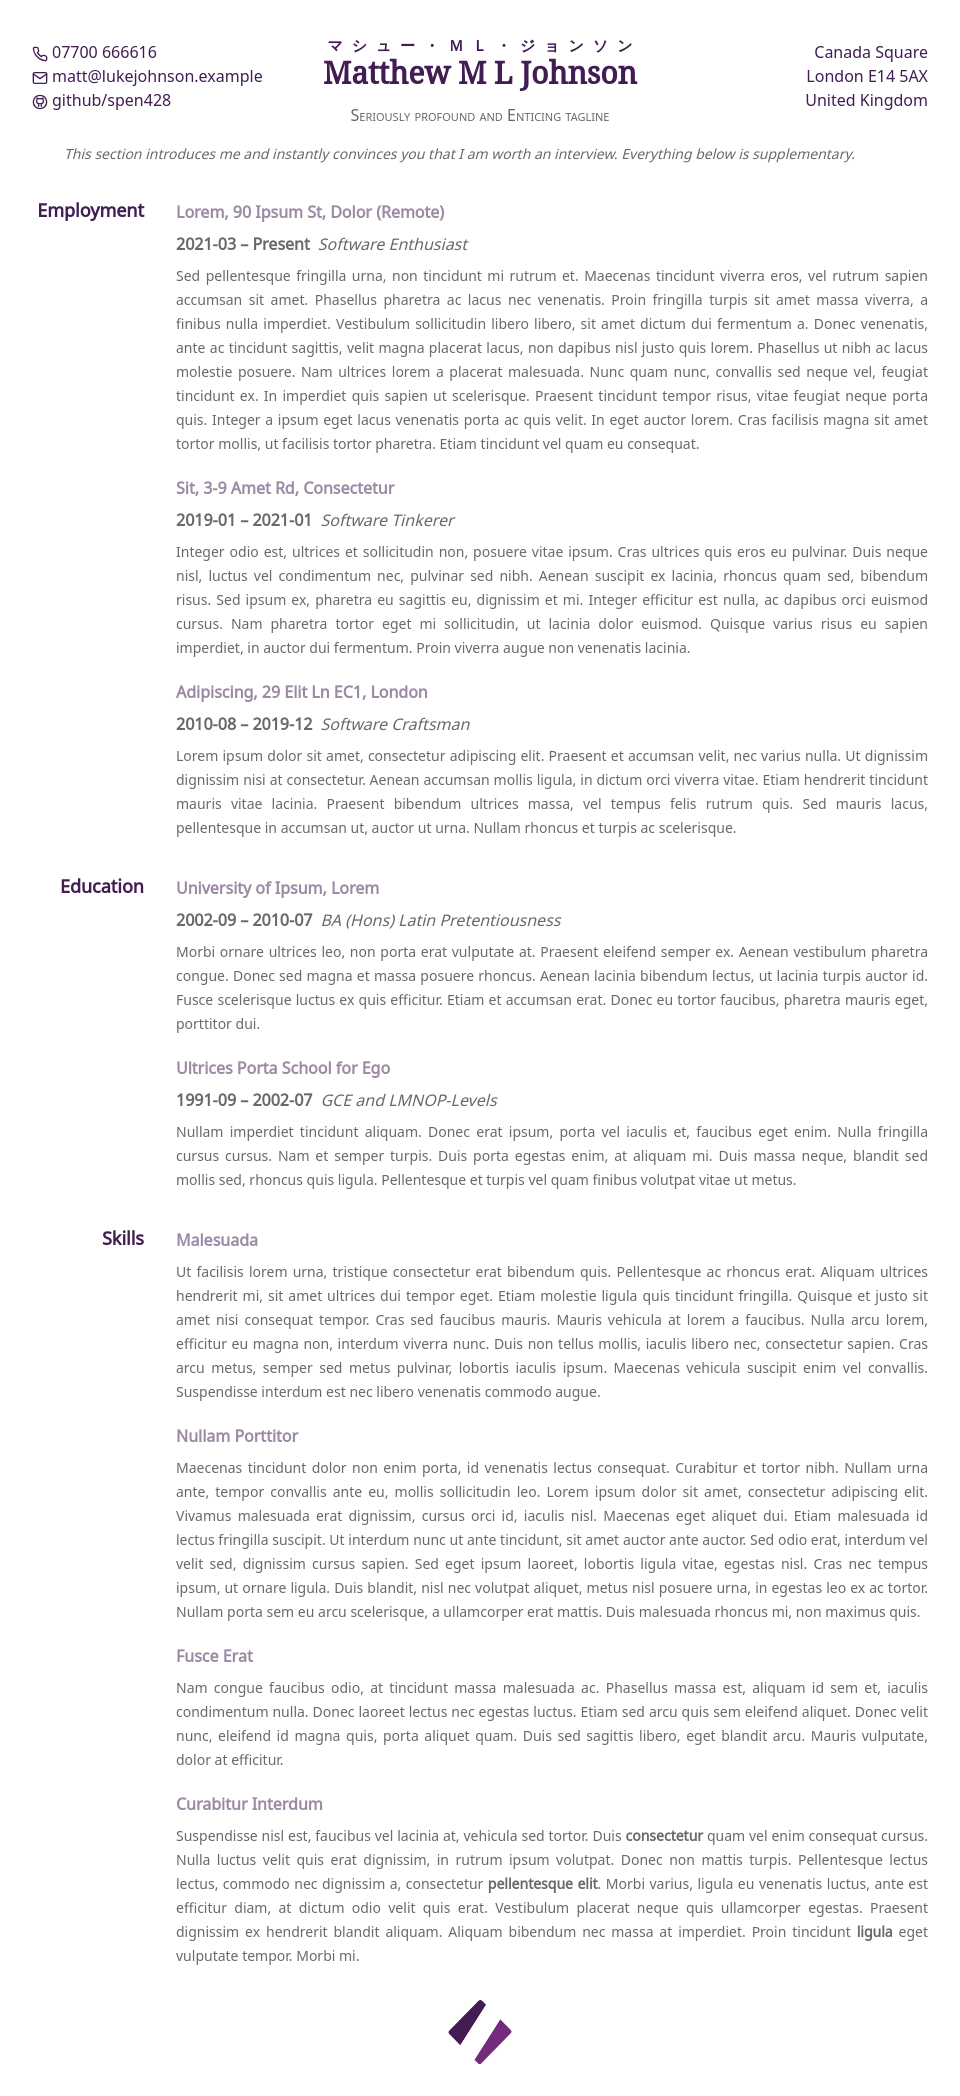 07700 666616
matt@lukejohnson.example
github/spen428
マシュー・ＭＬ・ジョンソン
Matthew M L Johnson
Seriously profound and Enticing tagline
Canada Square
London E14 5AX
United Kingdom
This section introduces me and instantly convinces you that I am worth an interview. Everything below is supplementary.
Employment
Lorem, 90 Ipsum St, Dolor (Remote)
2021-03 – Present Software Enthusiast
Sed pellentesque fringilla urna, non tincidunt mi rutrum et. Maecenas tincidunt viverra eros, vel rutrum sapien
accumsan sit amet. Phasellus pharetra ac lacus nec venenatis. Proin fringilla turpis sit amet massa viverra, a
finibus nulla imperdiet. Vestibulum sollicitudin libero libero, sit amet dictum dui fermentum a. Donec venenatis,
ante ac tincidunt sagittis, velit magna placerat lacus, non dapibus nisl justo quis lorem. Phasellus ut nibh ac lacus
molestie posuere. Nam ultrices lorem a placerat malesuada. Nunc quam nunc, convallis sed neque vel, feugiat
tincidunt ex. In imperdiet quis sapien ut scelerisque. Praesent tincidunt tempor risus, vitae feugiat neque porta
quis. Integer a ipsum eget lacus venenatis porta ac quis velit. In eget auctor lorem. Cras facilisis magna sit amet
tortor mollis, ut facilisis tortor pharetra. Etiam tincidunt vel quam eu consequat.
Sit, 3-9 Amet Rd, Consectetur
2019-01 – 2021-01 Software Tinkerer
Integer odio est, ultrices et sollicitudin non, posuere vitae ipsum. Cras ultrices quis eros eu pulvinar. Duis neque
nisl, luctus vel condimentum nec, pulvinar sed nibh. Aenean suscipit ex lacinia, rhoncus quam sed, bibendum
risus. Sed ipsum ex, pharetra eu sagittis eu, dignissim et mi. Integer efficitur est nulla, ac dapibus orci euismod
cursus. Nam pharetra tortor eget mi sollicitudin, ut lacinia dolor euismod. Quisque varius risus eu sapien
imperdiet, in auctor dui fermentum. Proin viverra augue non venenatis lacinia.
Adipiscing, 29 Elit Ln EC1, London
2010-08 – 2019-12 Software Craftsman
Lorem ipsum dolor sit amet, consectetur adipiscing elit. Praesent et accumsan velit, nec varius nulla. Ut dignissim
dignissim nisi at consectetur. Aenean accumsan mollis ligula, in dictum orci viverra vitae. Etiam hendrerit tincidunt
mauris vitae lacinia. Praesent bibendum ultrices massa, vel tempus felis rutrum quis. Sed mauris lacus,
pellentesque in accumsan ut, auctor ut urna. Nullam rhoncus et turpis ac scelerisque.
Education
University of Ipsum, Lorem
2002-09 – 2010-07 BA (Hons) Latin Pretentiousness
Morbi ornare ultrices leo, non porta erat vulputate at. Praesent eleifend semper ex. Aenean vestibulum pharetra
congue. Donec sed magna et massa posuere rhoncus. Aenean lacinia bibendum lectus, ut lacinia turpis auctor id.
Fusce scelerisque luctus ex quis efficitur. Etiam et accumsan erat. Donec eu tortor faucibus, pharetra mauris eget,
porttitor dui.
Ultrices Porta School for Ego
1991-09 – 2002-07 GCE and LMNOP-Levels
Nullam imperdiet tincidunt aliquam. Donec erat ipsum, porta vel iaculis et, faucibus eget enim. Nulla fringilla
cursus cursus. Nam et semper turpis. Duis porta egestas enim, at aliquam mi. Duis massa neque, blandit sed
mollis sed, rhoncus quis ligula. Pellentesque et turpis vel quam finibus volutpat vitae ut metus.
Skills
Malesuada
Ut facilisis lorem urna, tristique consectetur erat bibendum quis. Pellentesque ac rhoncus erat. Aliquam ultrices
hendrerit mi, sit amet ultrices dui tempor eget. Etiam molestie ligula quis tincidunt fringilla. Quisque et justo sit
amet nisi consequat tempor. Cras sed faucibus mauris. Mauris vehicula at lorem a faucibus. Nulla arcu lorem,
efficitur eu magna non, interdum viverra nunc. Duis non tellus mollis, iaculis libero nec, consectetur sapien. Cras
arcu metus, semper sed metus pulvinar, lobortis iaculis ipsum. Maecenas vehicula suscipit enim vel convallis.
Suspendisse interdum est nec libero venenatis commodo augue.
Nullam Porttitor
Maecenas tincidunt dolor non enim porta, id venenatis lectus consequat. Curabitur et tortor nibh. Nullam urna
ante, tempor convallis ante eu, mollis sollicitudin leo. Lorem ipsum dolor sit amet, consectetur adipiscing elit.
Vivamus malesuada erat dignissim, cursus orci id, iaculis nisl. Maecenas eget aliquet dui. Etiam malesuada id
lectus fringilla suscipit. Ut interdum nunc ut ante tincidunt, sit amet auctor ante auctor. Sed odio erat, interdum vel
velit sed, dignissim cursus sapien. Sed eget ipsum laoreet, lobortis ligula vitae, egestas nisl. Cras nec tempus
ipsum, ut ornare ligula. Duis blandit, nisl nec volutpat aliquet, metus nisl posuere urna, in egestas leo ex ac tortor.
Nullam porta sem eu arcu scelerisque, a ullamcorper erat mattis. Duis malesuada rhoncus mi, non maximus quis.
Fusce Erat
Nam congue faucibus odio, at tincidunt massa malesuada ac. Phasellus massa est, aliquam id sem et, iaculis
condimentum nulla. Donec laoreet lectus nec egestas luctus. Etiam sed arcu quis sem eleifend aliquet. Donec velit
nunc, eleifend id magna quis, porta aliquet quam. Duis sed sagittis libero, eget blandit arcu. Mauris vulputate,
dolor at efficitur.
Curabitur Interdum
Suspendisse nisl est, faucibus vel lacinia at, vehicula sed tortor. Duis consectetur quam vel enim consequat cursus.
Nulla luctus velit quis erat dignissim, in rutrum ipsum volutpat. Donec non mattis turpis. Pellentesque lectus
lectus, commodo nec dignissim a, consectetur pellentesque elit. Morbi varius, ligula eu venenatis luctus, ante est
efficitur diam, at dictum odio velit quis erat. Vestibulum placerat neque quis ullamcorper egestas. Praesent
dignissim ex hendrerit blandit aliquam. Aliquam bibendum nec massa at imperdiet. Proin tincidunt ligula eget
vulputate tempor. Morbi mi.